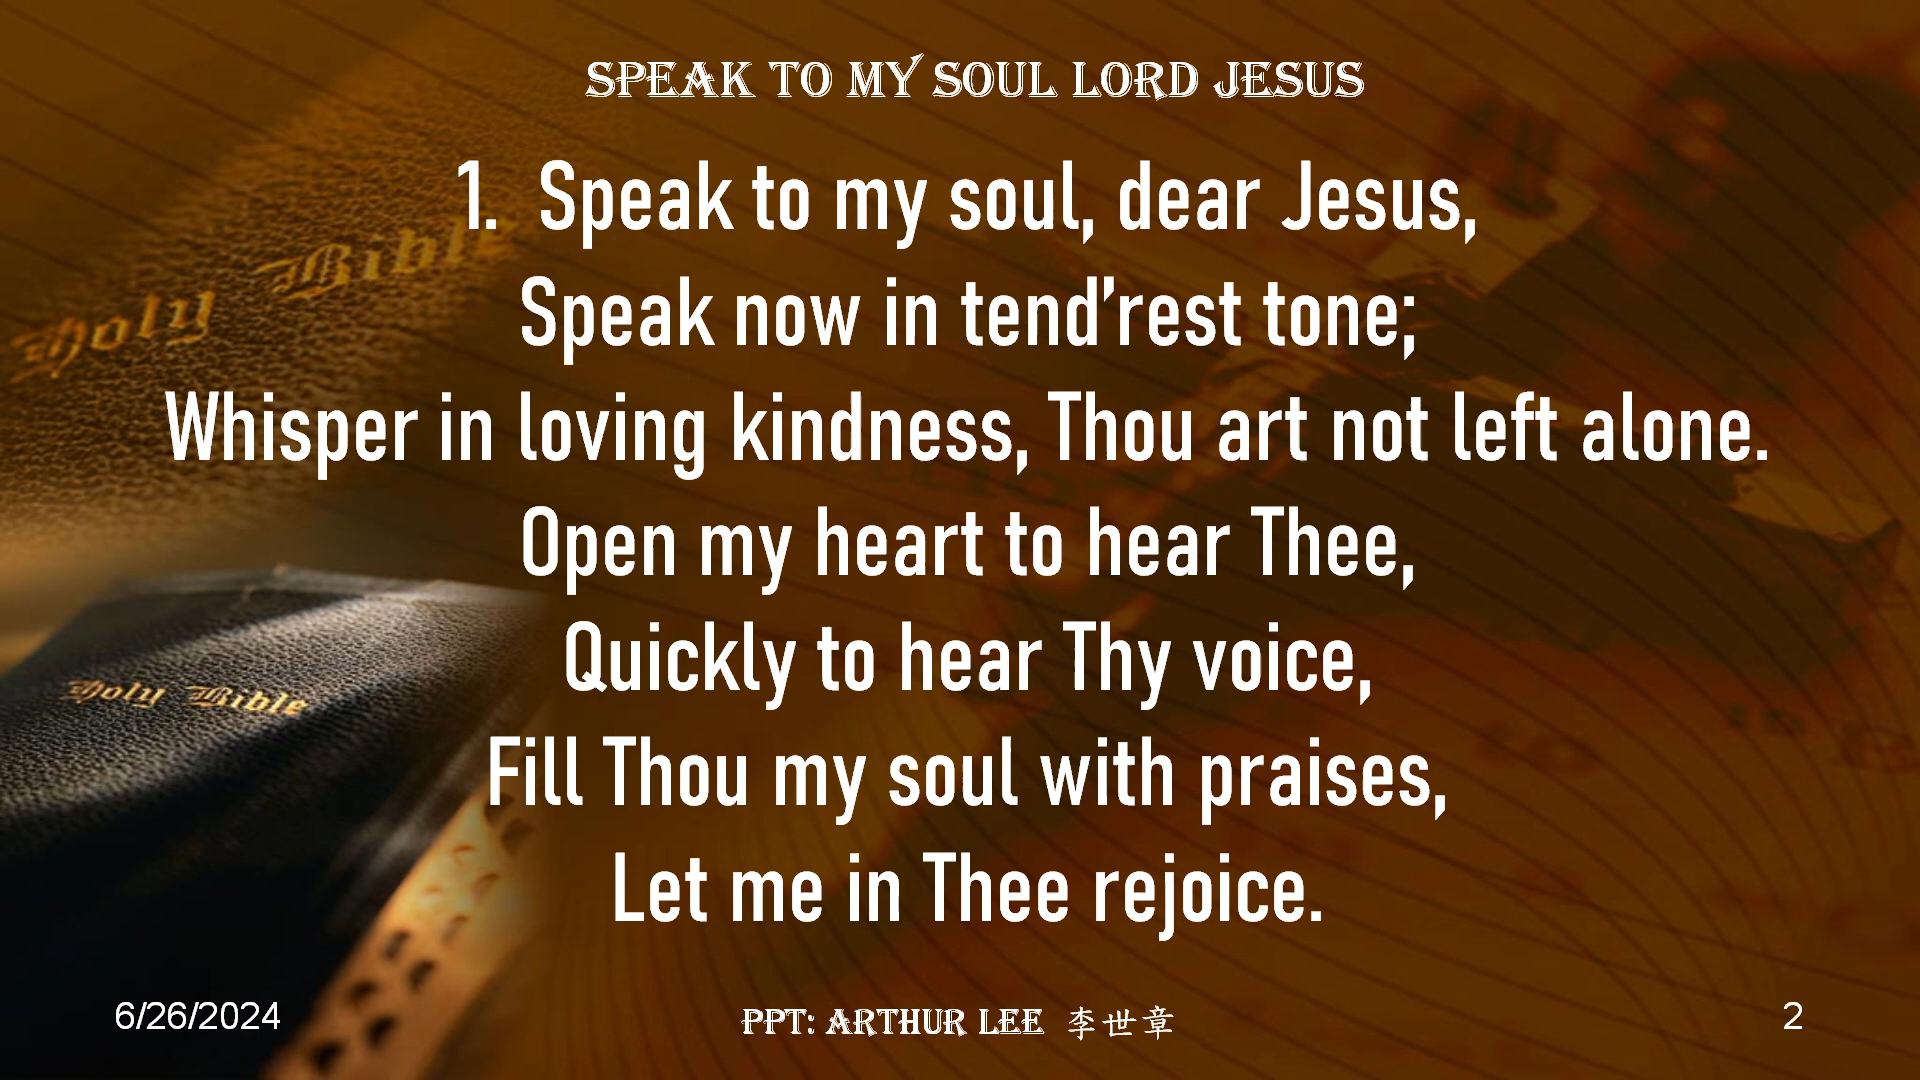 SPEAK TO MY SOUL LORD JESUS
1. Speak to my soul, dear Jesus,
Speak now in tend’rest tone;
Whisper in loving kindness, Thou art not left alone.
Open my heart to hear Thee,
Quickly to hear Thy voice,
Fill Thou my soul with praises,
Let me in Thee rejoice.
Holy Bible
Holy Bible
6/26/2024
PPT: ARTHUR LEE 李世章
2